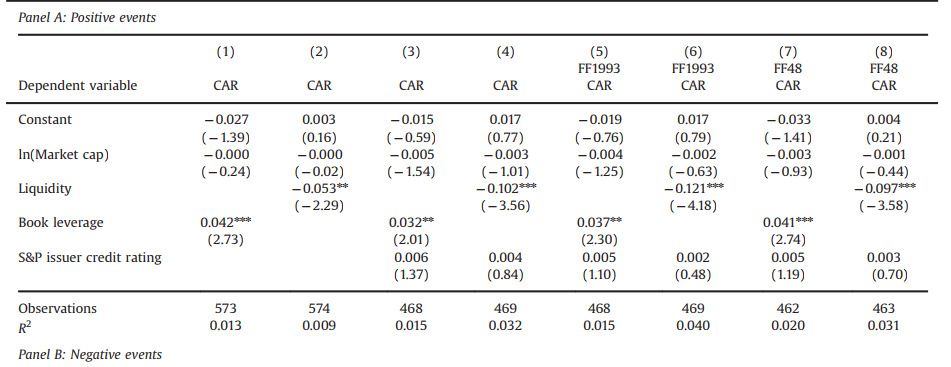 Panel A: Positive events
(1) (2) (3) (4) (5) (6) (7) (8)
FF1993 FF1993 FF48 FF48
Dependent variable CAR CAR CAR CAR CAR CAR CAR CAR
Constant −0.027 0.003 −0.015 0.017 −0.019 0.017 −0.033 0.004
(−1.39) (0.16) (−0.59) (0.77) (−0.76) (0.79) (−1.41) (0.21)
ln(Market cap) −0.000 −0.000 −0.005 −0.003 −0.004 −0.002 −0.003 −0.001
(−0.24) (−0.02) (−1.54) (−1.01) (−1.25) (−0.63) (−0.93) (−0.44)
Liquidity −0.053** −0.102*** −0.121*** −0.097***
(−2.29) (−3.56) (−4.18) (−3.58)
Book leverage 0.042*** 0.032** 0.037** 0.041***
(2.73) (2.01) (2.30) (2.74)
S&P issuer credit rating 0.006 0.004 0.005 0.002 0.005 0.003
(1.37) (0.84) (1.10) (0.48) (1.19) (0.70)
Observations 573 574 468 469 468 469 462 463
R² 0.013 0.009 0.015 0.032 0.015 0.040 0.020 0.031
Panel B: Negative events